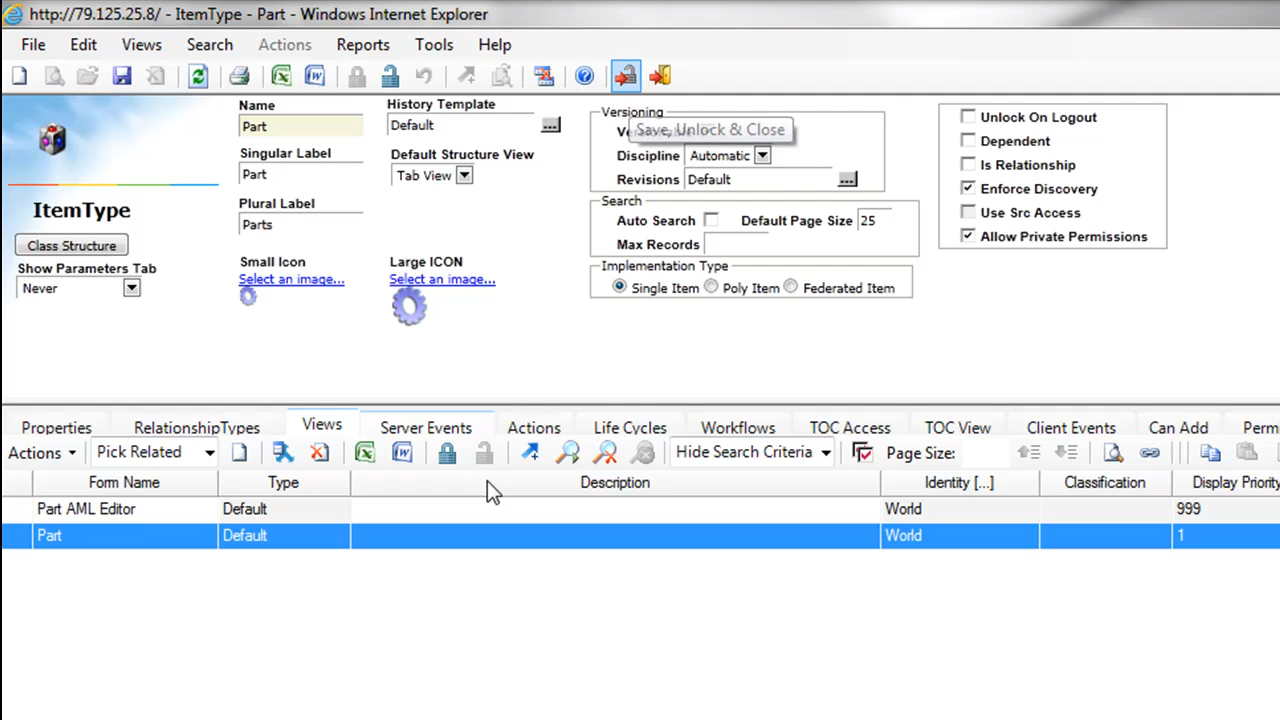 http://79.125.25.8/ - ItemType - Part - Windows Internet Explorer
File Edit Views Search Actions Reports Tools Help
Name
Part
Singular Label
Part
Plural Label
Parts
Small Icon
Select an image...
History Template
Default
...
Default Structure View
Tab View
Large ICON
Select an image...
ItemType
Class Structure
Show Parameters Tab
Never
Versioning
Save, Unlock & Close
Discipline Automatic
Revisions Default ...
Search
Auto Search Default Page Size 25
Max Records
Implementation Type
Single Item Poly Item Federated Item
Unlock On Logout
Dependent
Is Relationship
Enforce Discovery
Use Src Access
Allow Private Permissions
Properties RelationshipTypes Views Server Events Actions Life Cycles Workflows TOC Access TOC View Client Events Can Add Permi
Actions Pick Related Hide Search Criteria Page Size:
Form Name Type Description Identity [...] Classification Display Priority
Part AML Editor Default World 999
Part Default World 1